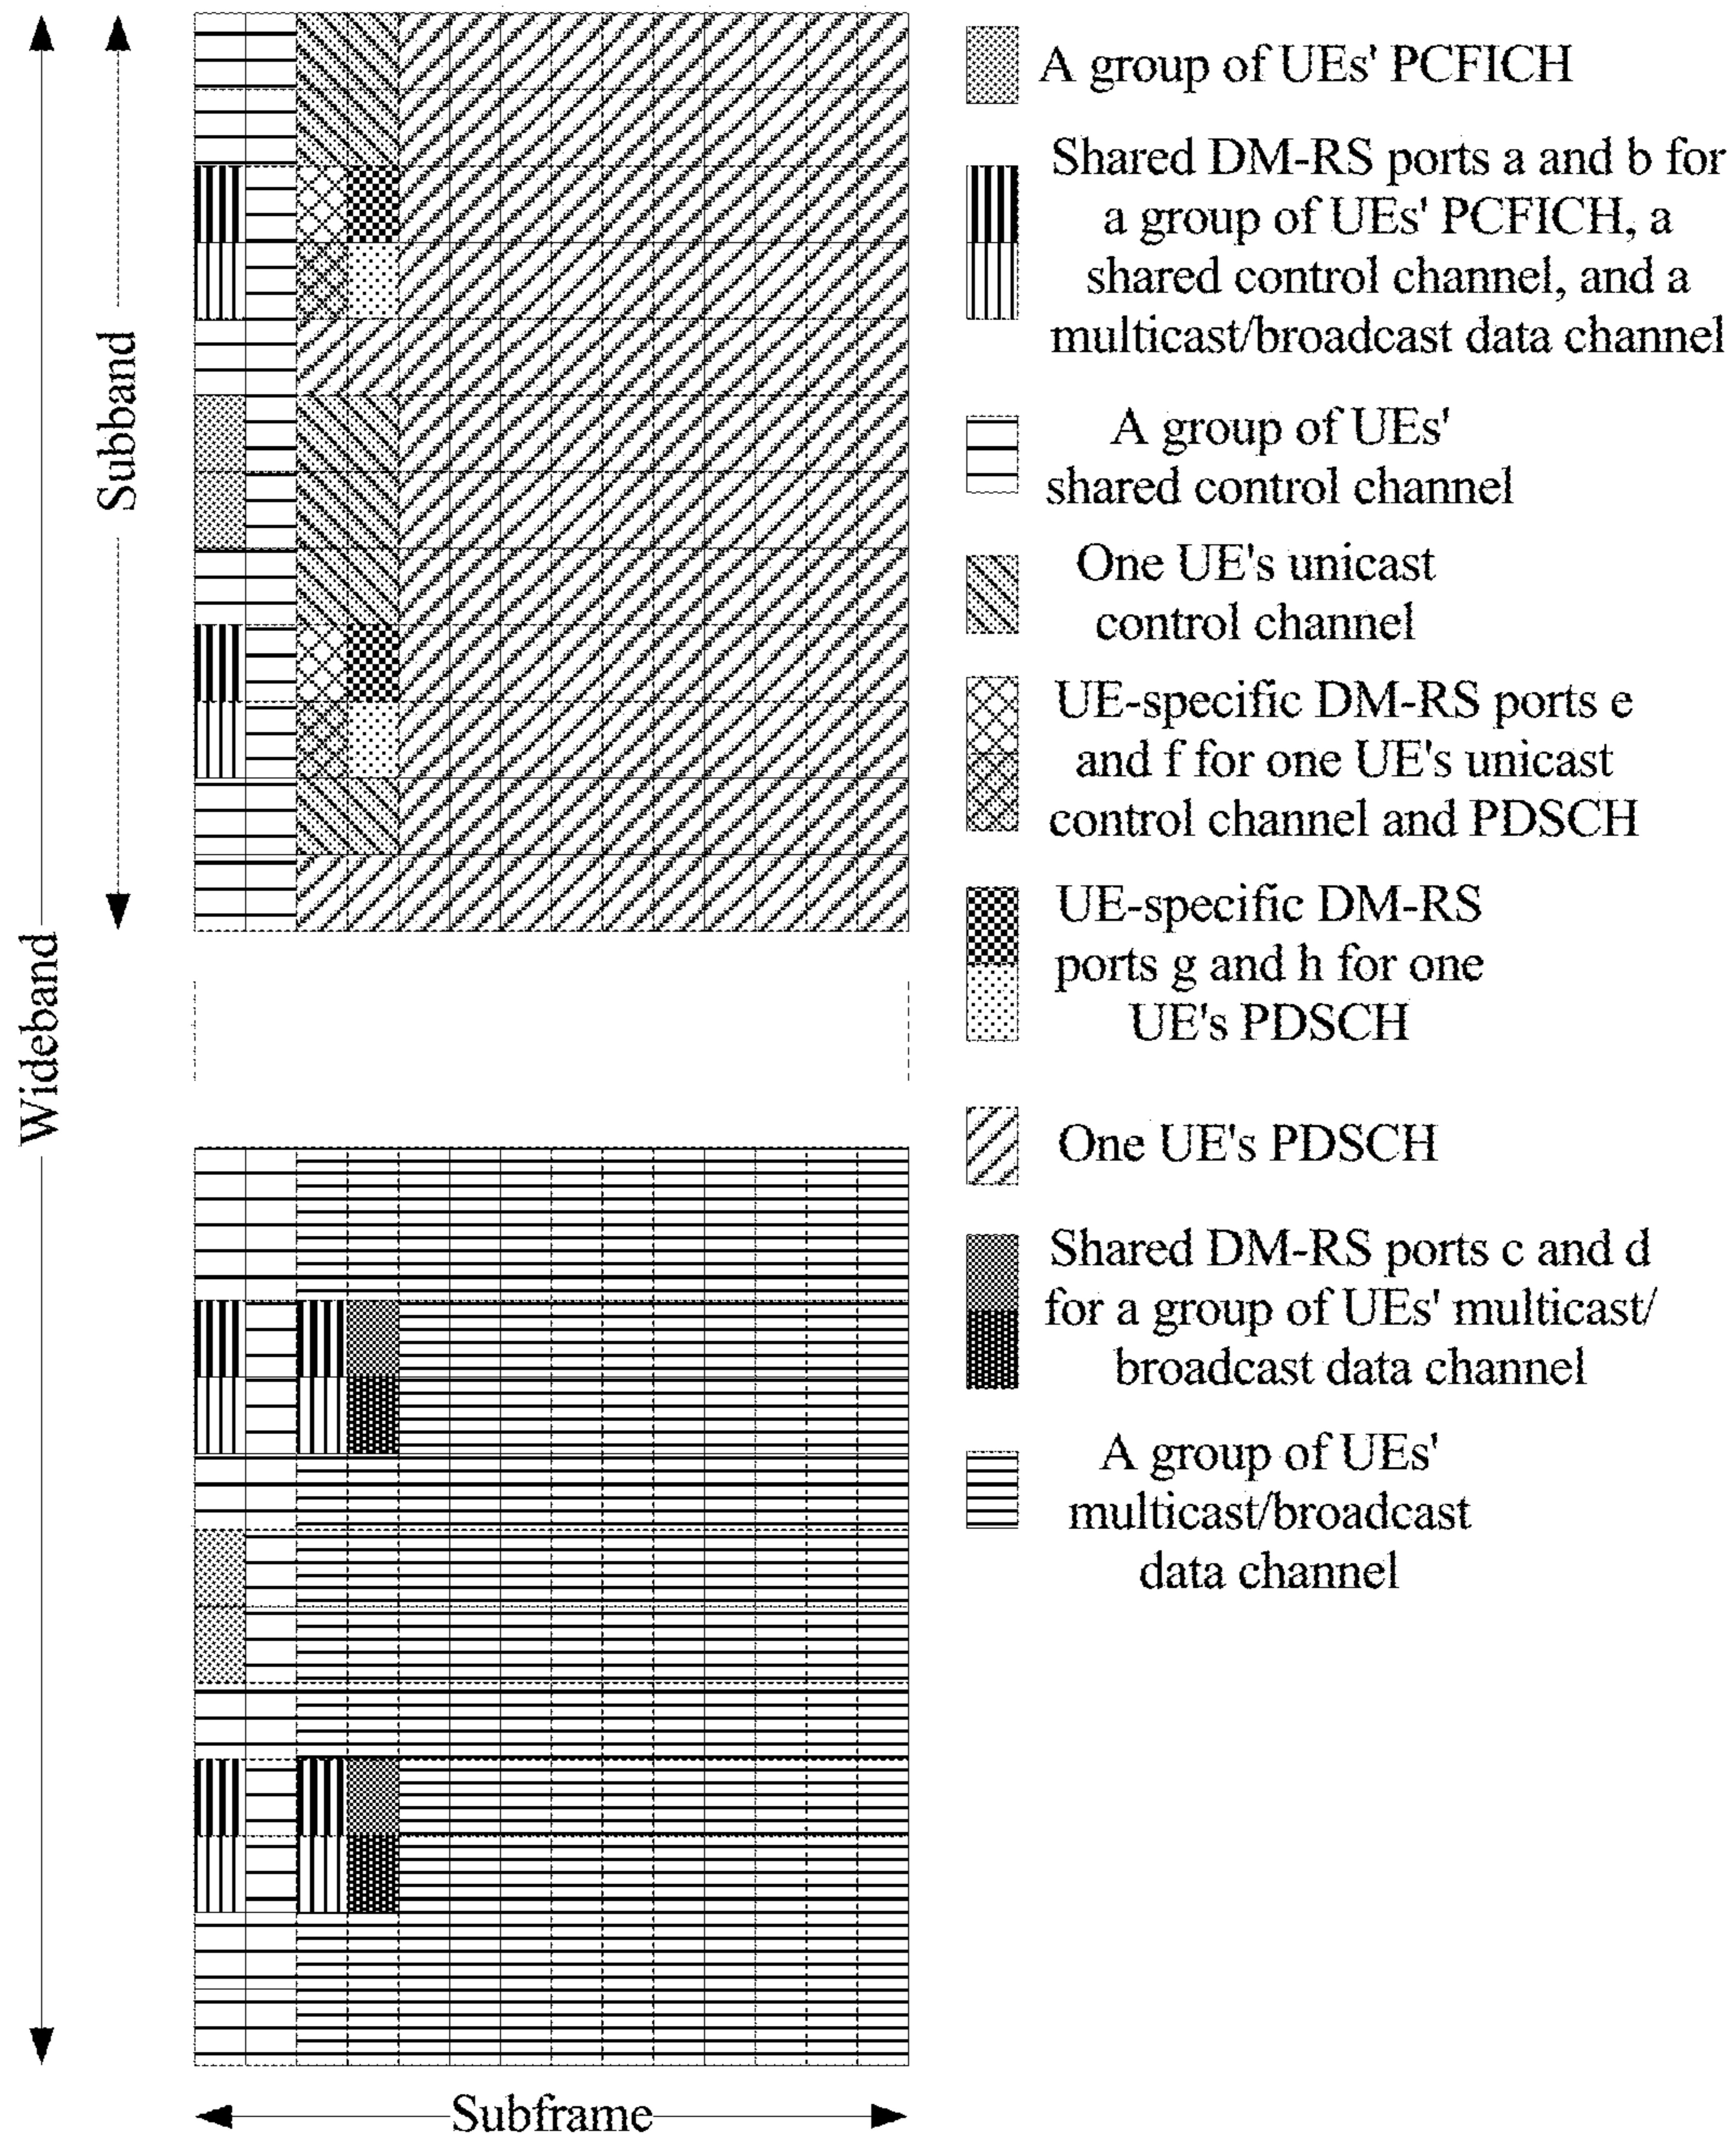 Wideband
Subband
Subframe
A group of UEs' PCFICH
Shared DM-RS ports a and b for
a group of UEs' PCFICH, a
shared control channel, and a
multicast/broadcast data channel
A group of UEs'
shared control channel
One UE's unicast
control channel
UE-specific DM-RS ports e
and f for one UE's unicast
control channel and PDSCH
UE-specific DM-RS
ports g and h for one
UE's PDSCH
One UE's PDSCH
Shared DM-RS ports c and d
for a group of UEs' multicast/
broadcast data channel
A group of UEs'
multicast/broadcast
data channel